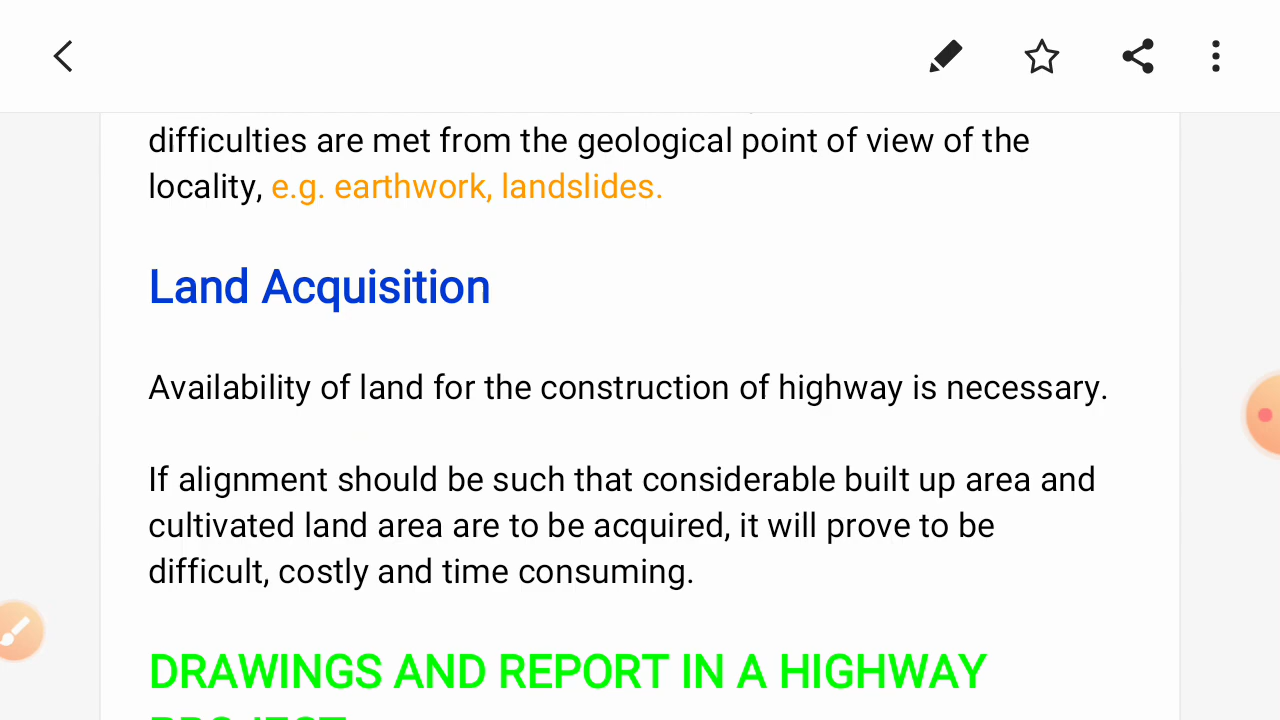 difficulties are met from the geological point of view of the
locality, e.g. earthwork, landslides.
Land Acquisition
Availability of land for the construction of highway is necessary.
If alignment should be such that considerable built up area and
cultivated land area are to be acquired, it will prove to be
difficult, costly and time consuming.
DRAWINGS AND REPORT IN A HIGHWAY
PROJECT